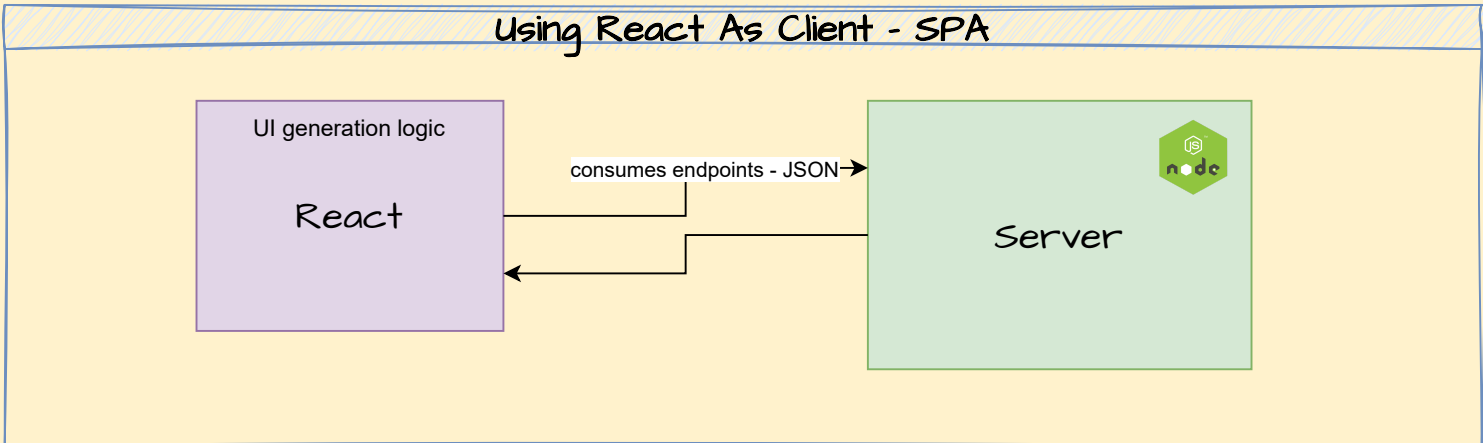 Using React As Client - SPA
UI generation logic
React
consumes endpoints - JSON
JS
node
Server